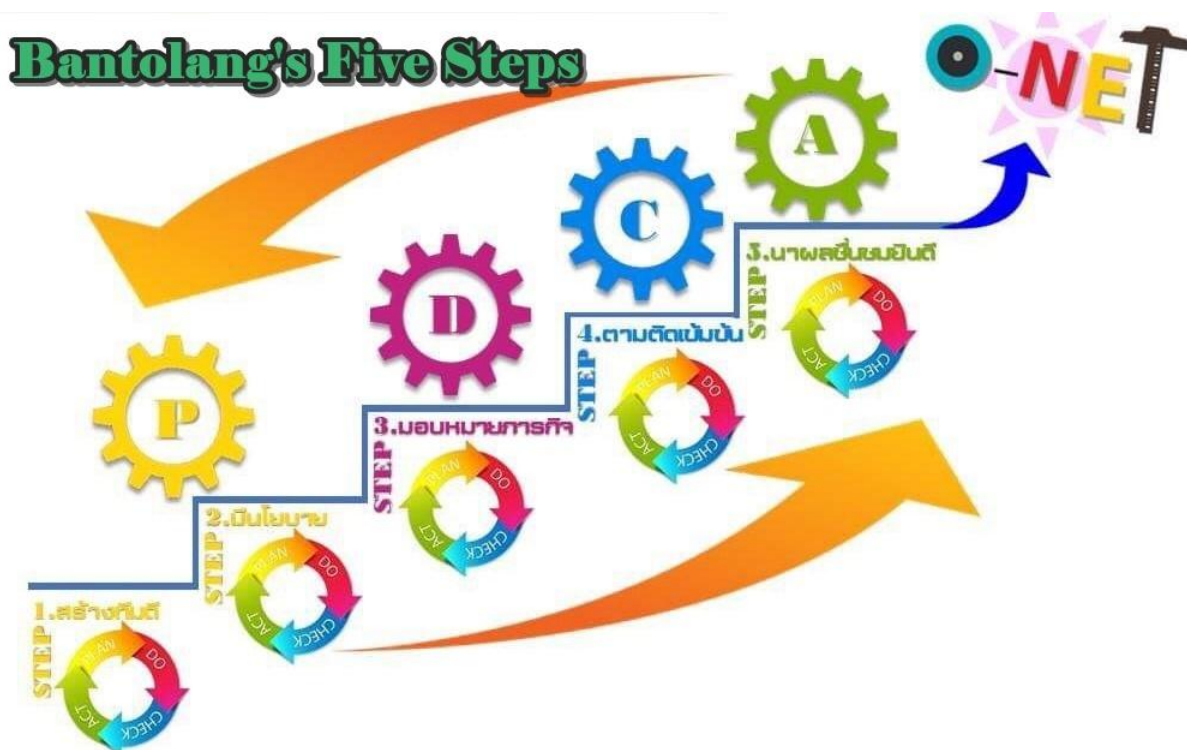 Bantolang's Five Steps
O-NET
A
C
D
P
STEP
5.นาผลชื่นชมยินดี
PLAN
DO
CHECK
ACT
STEP
4.ตามติดเข้มข้น
PLAN
DO
CHECK
ACT
STEP
3.มอบหมายภารกิจ
PLAN
DO
CHECK
ACT
STEP
2.มีนโยบาย
PLAN
DO
CHECK
ACT
STEP
1.สร้างทีมดี
PLAN
DO
CHECK
ACT